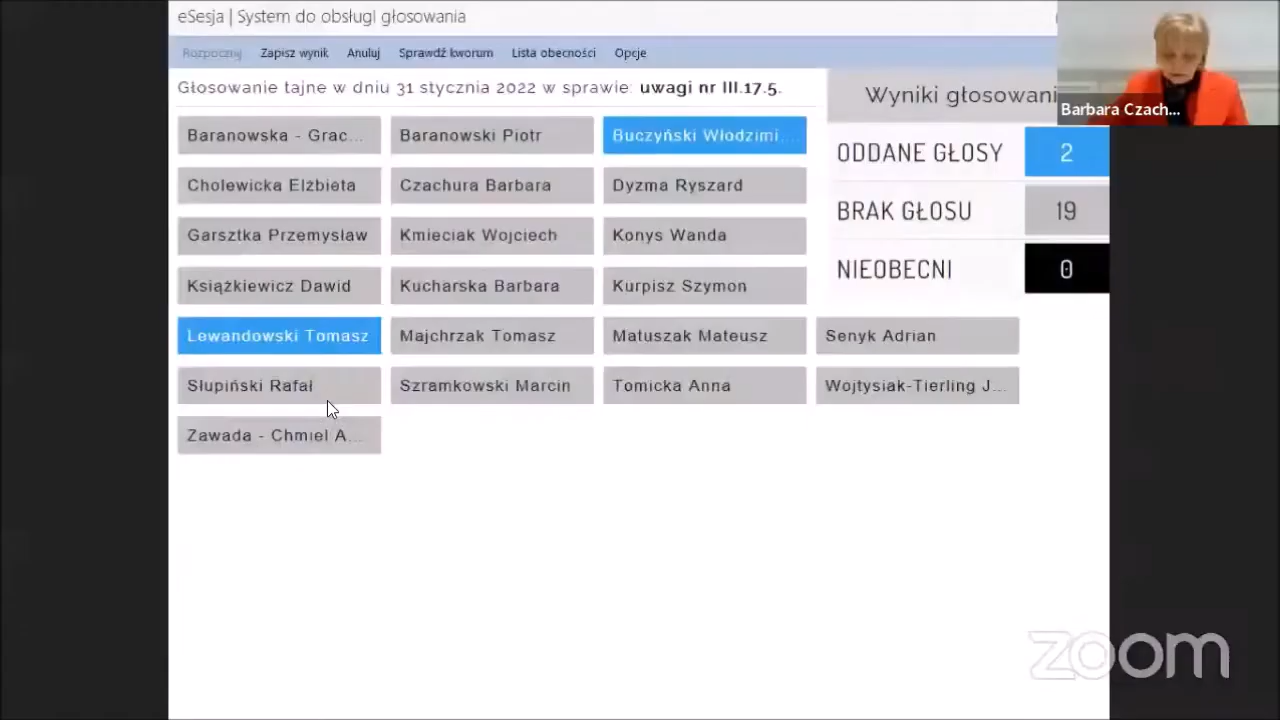 eSesja | System do obsługi głosowania
Rozpocznij Zapisz wynik Anuluj Sprawdź kworum Lista obecności Opcje
Głosowanie tajne w dniu 31 stycznia 2022 w sprawie: uwagi nr III.17.5.
Wyniki głosowani
Barbara Czach...
Baranowska - Grac... Baranowski Piotr Buczyński Włodzimi...
ODDANE GŁOSY 2
Cholewicka Elżbieta Czachura Barbara Dyzma Ryszard
BRAK GŁOSU 19
Garsztka Przemysław Kmieciak Wojciech Konys Wanda
NIEOBECNI 0
Książkiewicz Dawid Kucharska Barbara Kurpisz Szymon
Lewandowski Tomasz Majchrzak Tomasz Matuszak Mateusz Senyk Adrian
Słupiński Rafał Szramkowski Marcin Tomicka Anna Wojtysiak-Tierling J...
Zawada - Chmiel A...
zoom